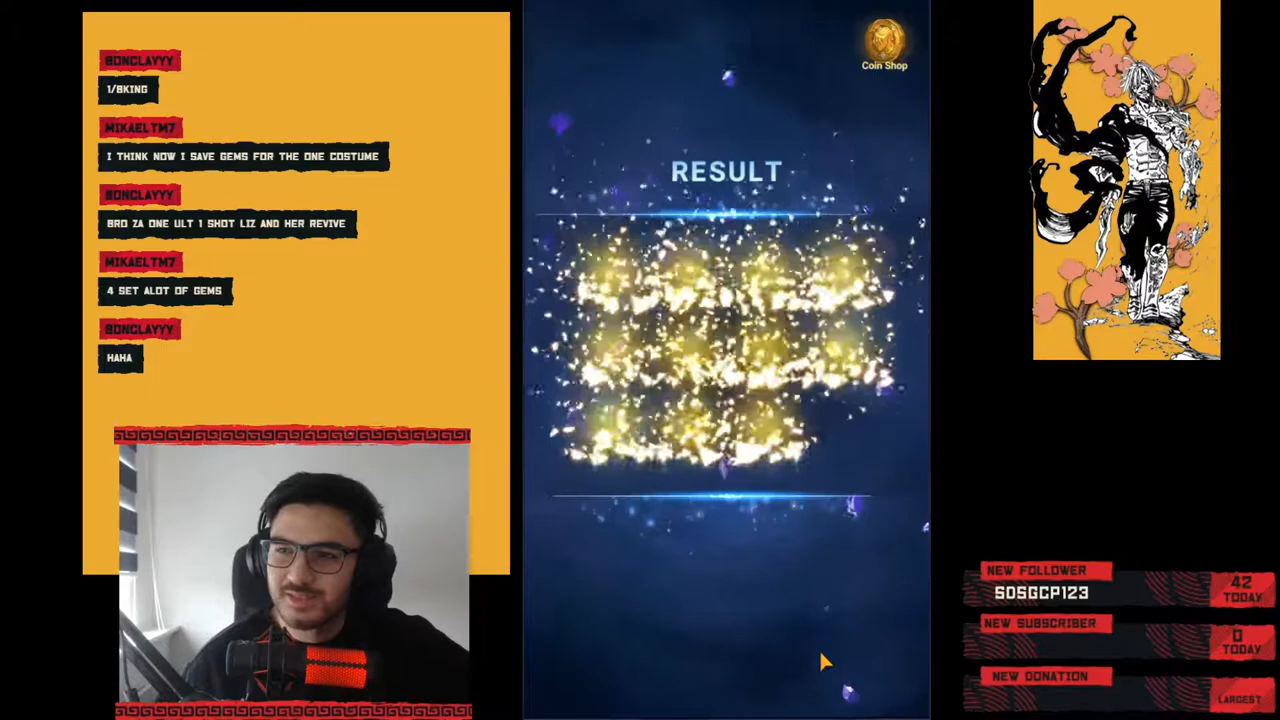 @ONCLAYYY
1/8KING
MIKAELTM7
I THINK NOW I SAVE GEMS FOR THE ONE COSTUME
@ONCLAYYY
BRO ZA ONE ULT 1 SHOT LIZ AND HER REVIVE
MIKAELTM7
4 SET ALOT OF GEMS
@ONCLAYYY
HAHA
Coin Shop
RESULT
NEW FOLLOWER
SDSGCP123
42
TODAY
NEW SUBSCRIBER
0
TODAY
NEW DONATION
LARGEST